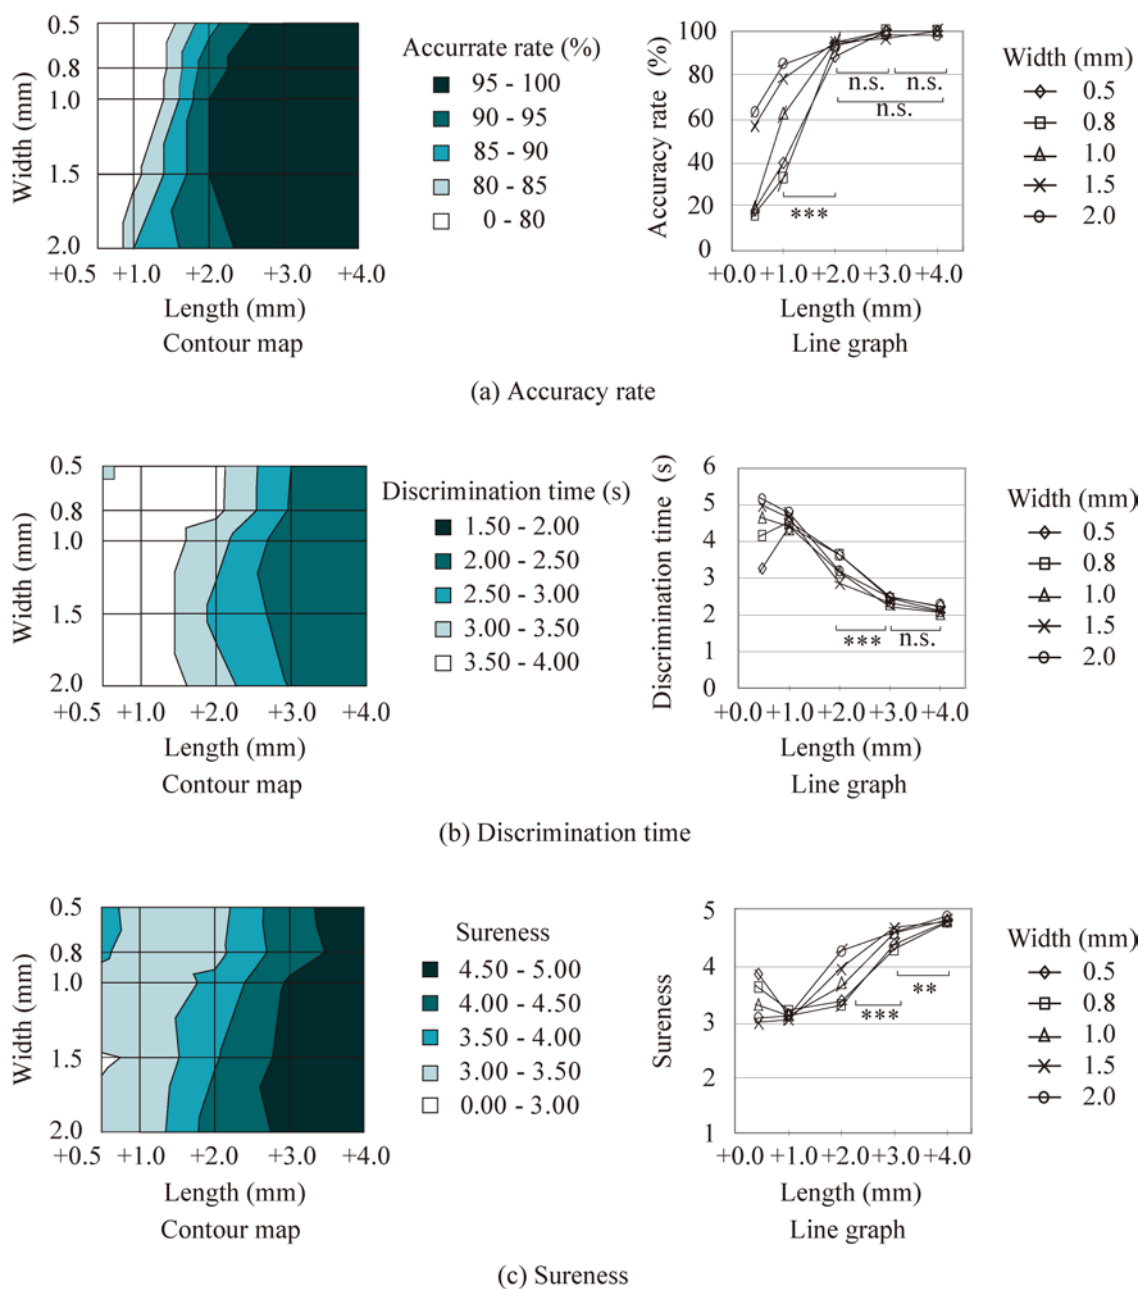 0.5
0.8
1.0
1.5
2.0
Width (mm)
+0.5 +1.0 +2.0 +3.0 +4.0
Length (mm)
Contour map
Accurrate rate (%)
95 - 100
90 - 95
85 - 90
80 - 85
0 - 80
Accuracy rate (%)
100
80
60
40
20
0
n.s. n.s.
n.s.
***
+0.0 +1.0 +2.0 +3.0 +4.0
Length (mm)
Line graph
Width (mm)
0.5
0.8
1.0
1.5
2.0
(a) Accuracy rate
0.5
0.8
1.0
1.5
2.0
Width (mm)
+0.5 +1.0 +2.0 +3.0 +4.0
Length (mm)
Contour map
Discrimination time (s)
1.50 - 2.00
2.00 - 2.50
2.50 - 3.00
3.00 - 3.50
3.50 - 4.00
Discrimination time (s)
6
5
4
3
2
1
0
*** n.s.
+0.0 +1.0 +2.0 +3.0 +4.0
Length (mm)
Line graph
Width (mm)
0.5
0.8
1.0
1.5
2.0
(b) Discrimination time
0.5
0.8
1.0
1.5
2.0
Width (mm)
+0.5 +1.0 +2.0 +3.0 +4.0
Length (mm)
Contour map
Sureness
4.50 - 5.00
4.00 - 4.50
3.50 - 4.00
3.00 - 3.50
0.00 - 3.00
Sureness
5
4
3
2
1
**
***
+0.0 +1.0 +2.0 +3.0 +4.0
Length (mm)
Line graph
Width (mm)
0.5
0.8
1.0
1.5
2.0
(c) Sureness